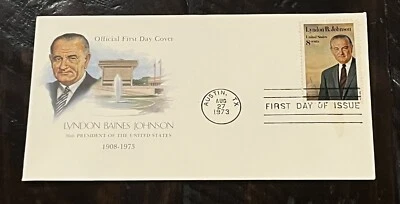 Official First Day Cover
LYNDON BAINES JOHNSON
36th PRESIDENT OF THE UNITED STATES
1908-1973
AUSTIN, TX
AUG
27
1973
Lyndon B. Johnson
United States
8 cents
FIRST DAY OF ISSUE